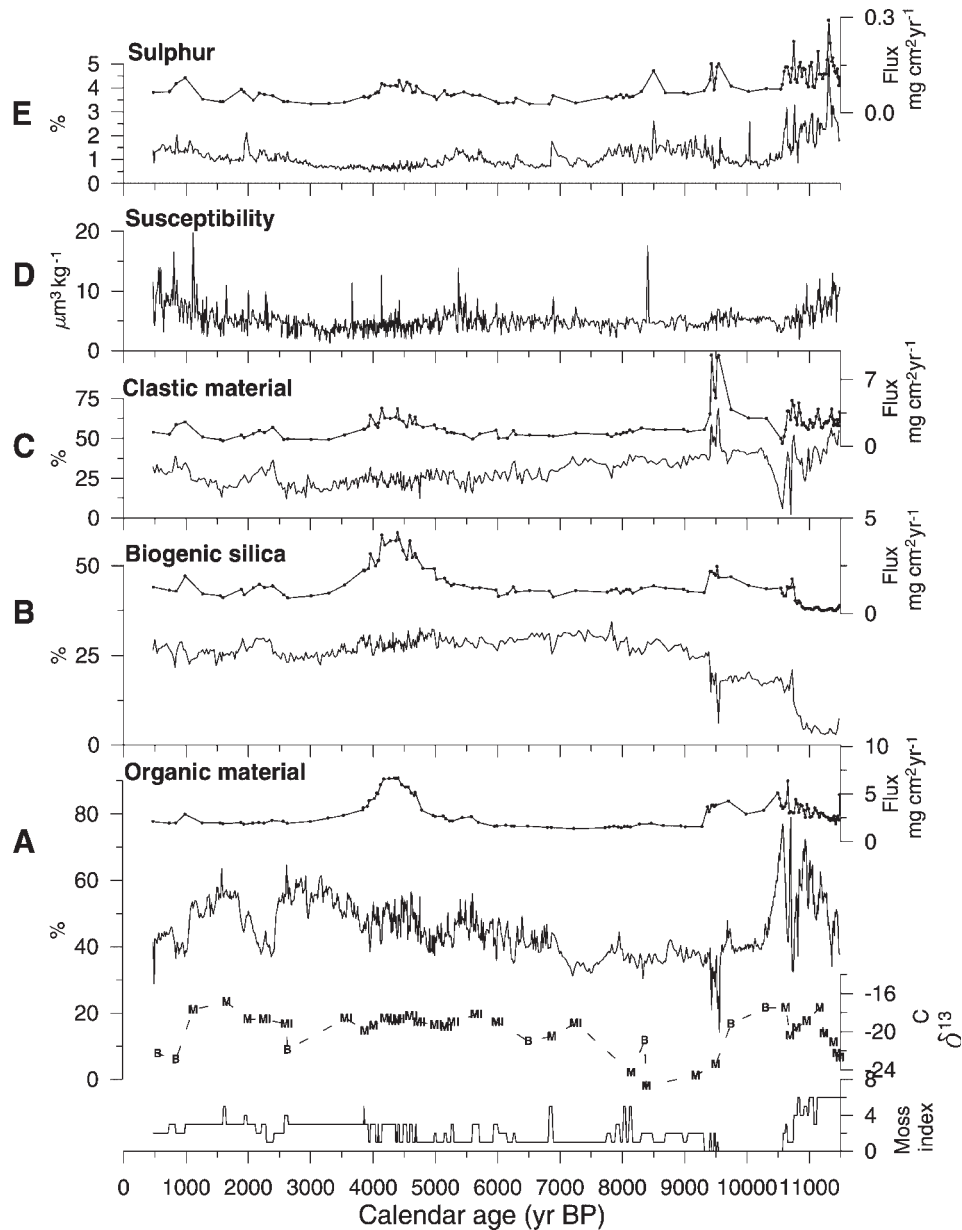 Sulphur
E
%
5
4
3
2
1
0
0.3
0.0
Flux
mg cm²yr⁻¹
Susceptibility
D
μm³ kg⁻¹
20
10
0
Clastic material
C
%
75
50
25
0
7
0
Flux
mg cm²yr⁻¹
Biogenic silica
B
%
50
25
0
5
0
Flux
mg cm²yr⁻¹
Organic material
A
%
80
60
40
20
0
10
5
0
Flux
mg cm²yr⁻¹
-16
-20
-24
δ¹³ C
B B M M M MI MI B
8
4
0
Moss
index
0 1000 2000 3000 4000 5000 6000 7000 8000 9000 10000 11000
Calendar age (yr BP)